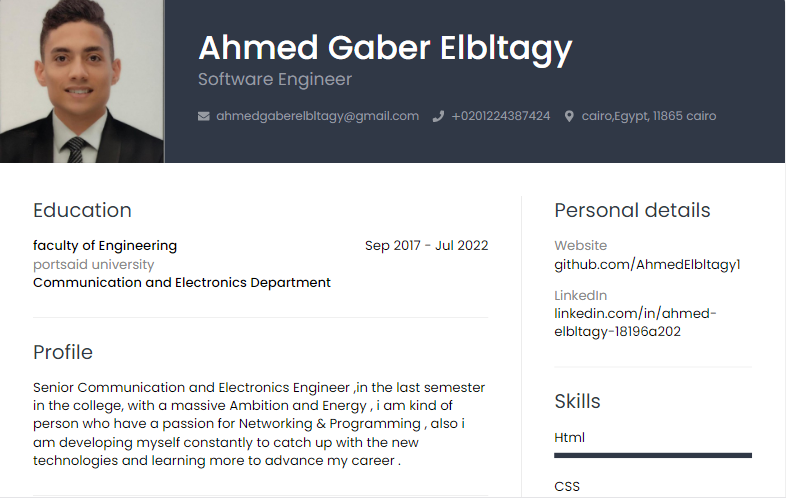 Ahmed Gaber Elbltagy
Software Engineer
ahmedgaberelbltagy@gmail.com +0201224387424 cairo,Egypt, 11865 cairo
Education
faculty of Engineering Sep 2017 - Jul 2022
portsaid university
Communication and Electronics Department
Profile
Senior Communication and Electronics Engineer ,in the last semester
in the college, with a massive Ambition and Energy , i am kind of
person who have a passion for Networking & Programming , also i
am developing myself constantly to catch up with the new
technologies and learning more to advance my career .
Personal details
Website
github.com/AhmedElbltagy1
LinkedIn
linkedin.com/in/ahmed-
elbltagy-18196a202
Skills
Html
CSS